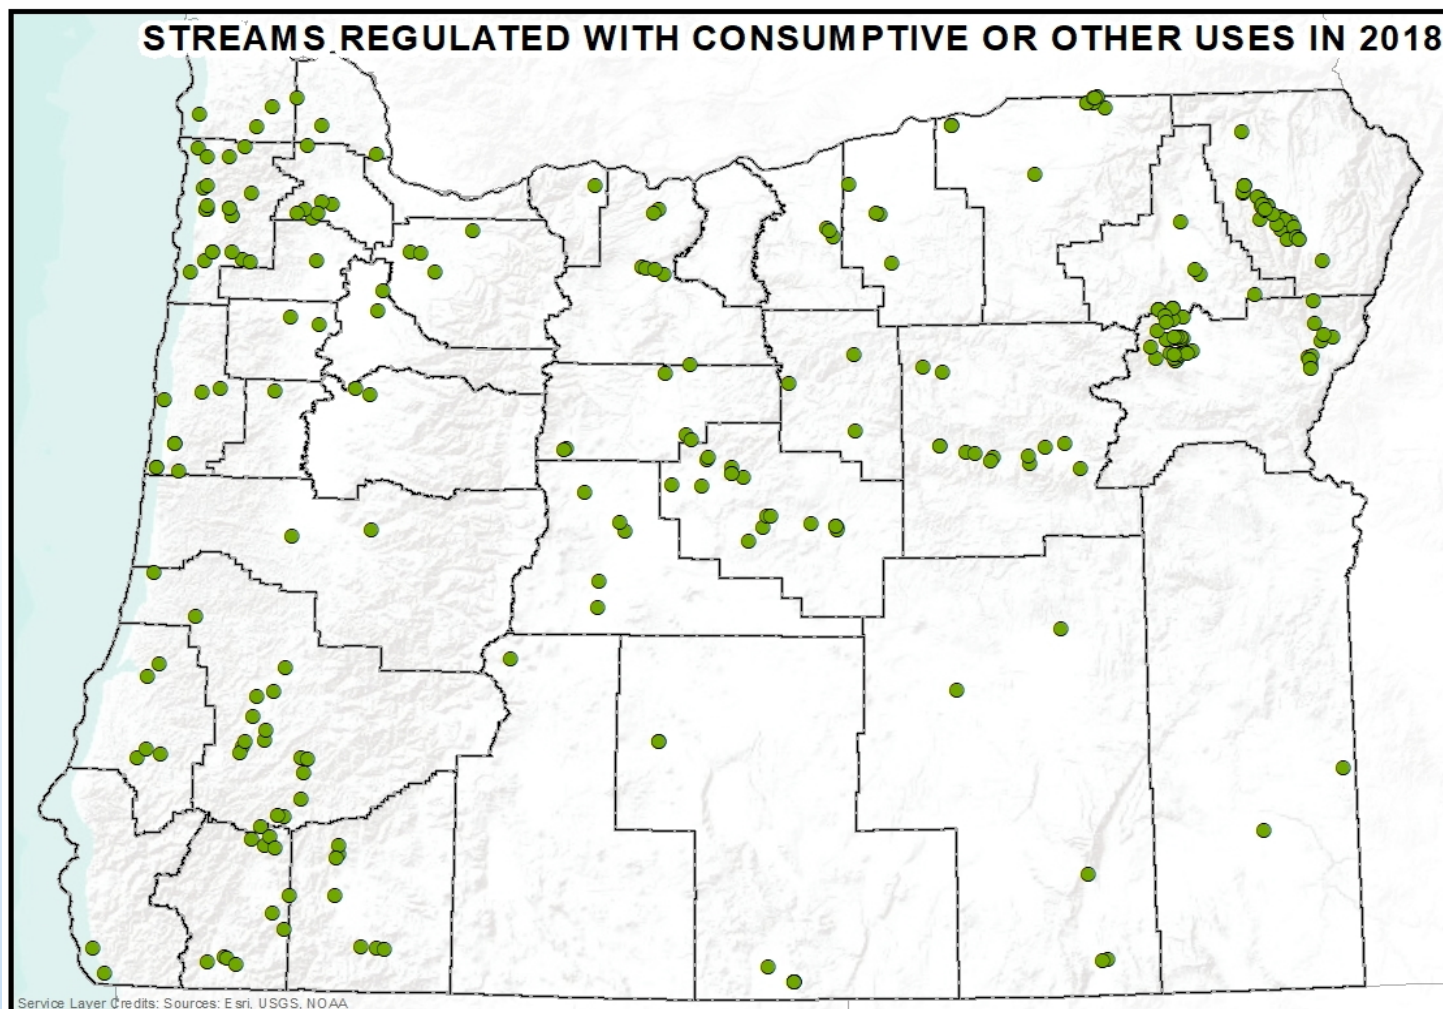 STREAMS REGULATED WITH CONSUMPTIVE OR OTHER USES IN 2018
Service Layer Credits: Sources: Esri, USGS, NOAA